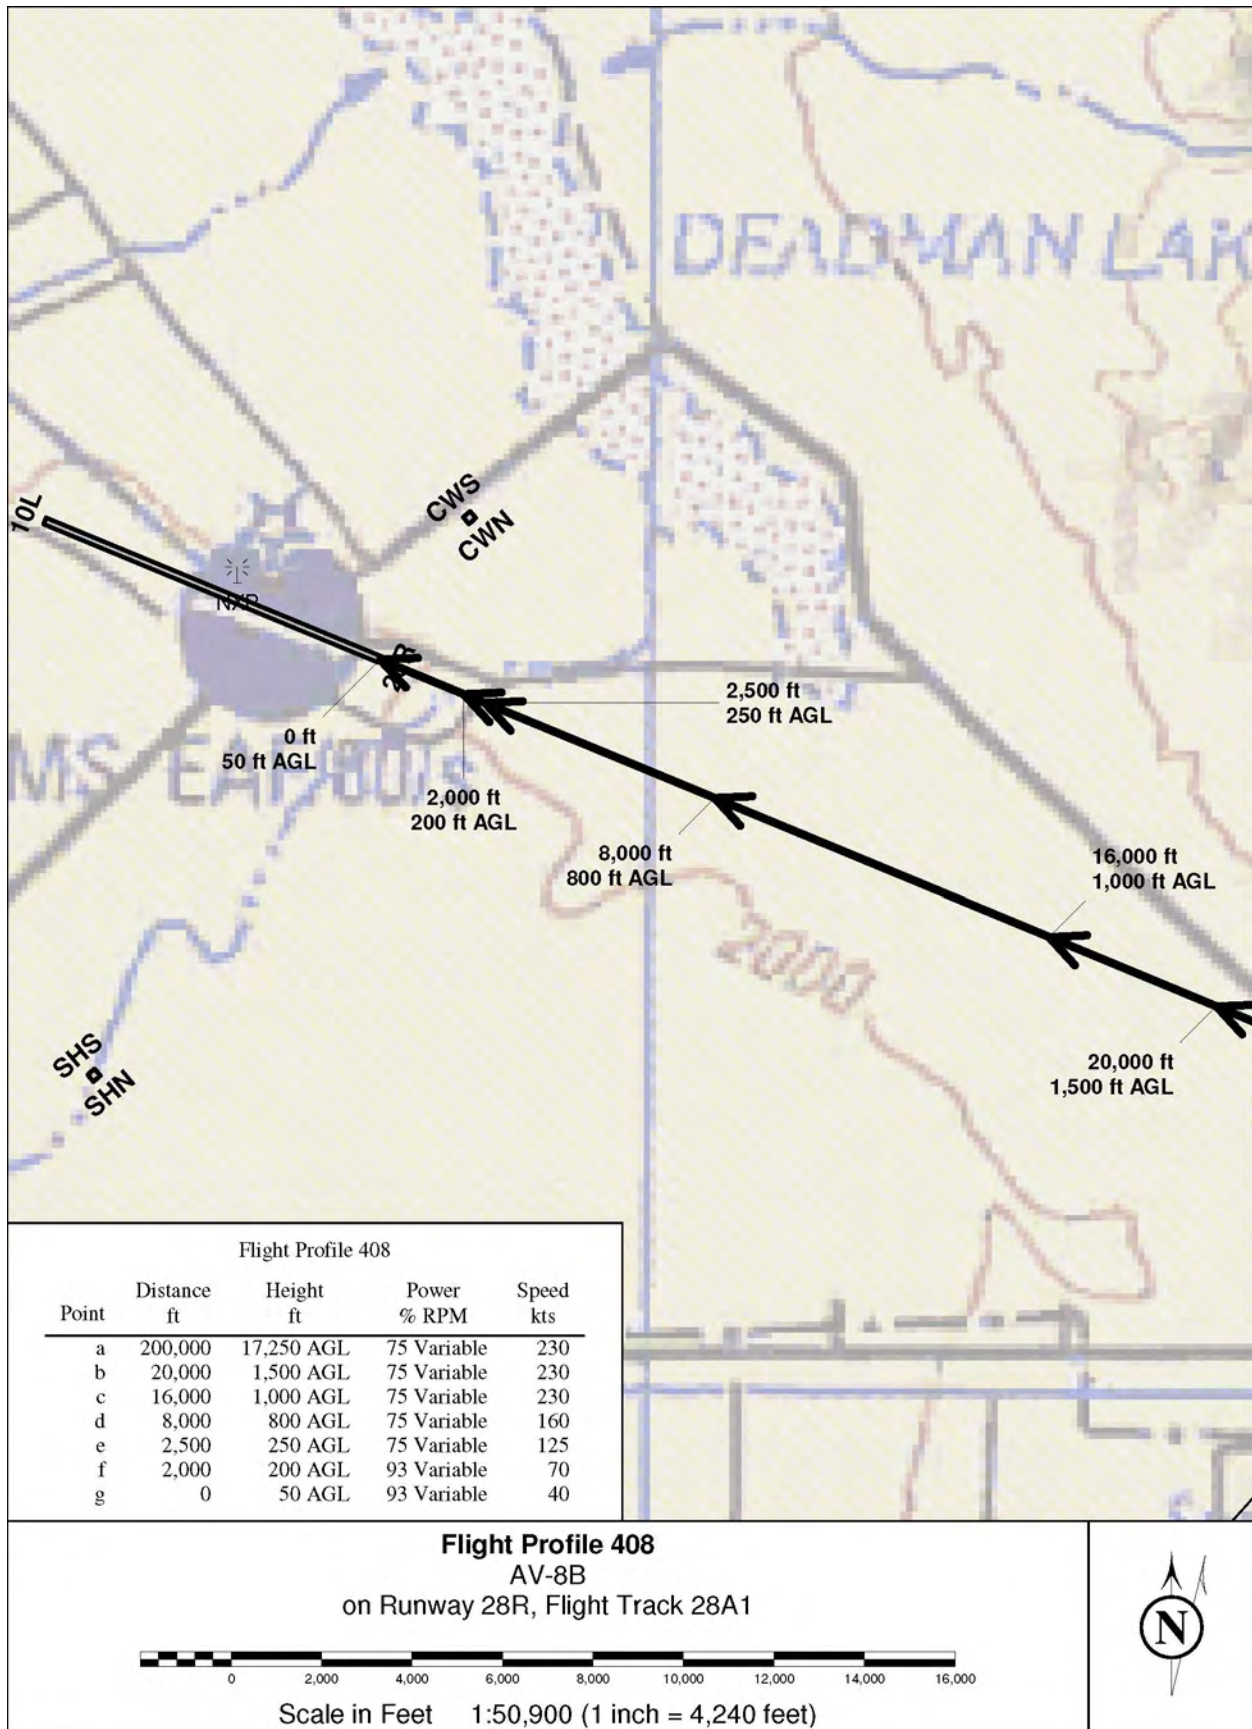 DEADMAN LAK
CWS
CWN
10L
NXP
2,500 ft
250 ft AGL
0 ft
50 ft AGL
2,000 ft
200 ft AGL
8,000 ft
800 ft AGL
16,000 ft
1,000 ft AGL
2000
SHS
SHN
20,000 ft
1,500 ft AGL
Flight Profile 408
Distance Height Power Speed
Point ft ft % RPM kts
a 200,000 17,250 AGL 75 Variable 230
b 20,000 1,500 AGL 75 Variable 230
c 16,000 1,000 AGL 75 Variable 230
d 8,000 800 AGL 75 Variable 160
e 2,500 250 AGL 75 Variable 125
f 2,000 200 AGL 93 Variable 70
g 0 50 AGL 93 Variable 40
Flight Profile 408
AV-8B
on Runway 28R, Flight Track 28A1
0 2,000 4,000 6,000 8,000 10,000 12,000 14,000 16,000
Scale in Feet 1:50,900 (1 inch = 4,240 feet)
N